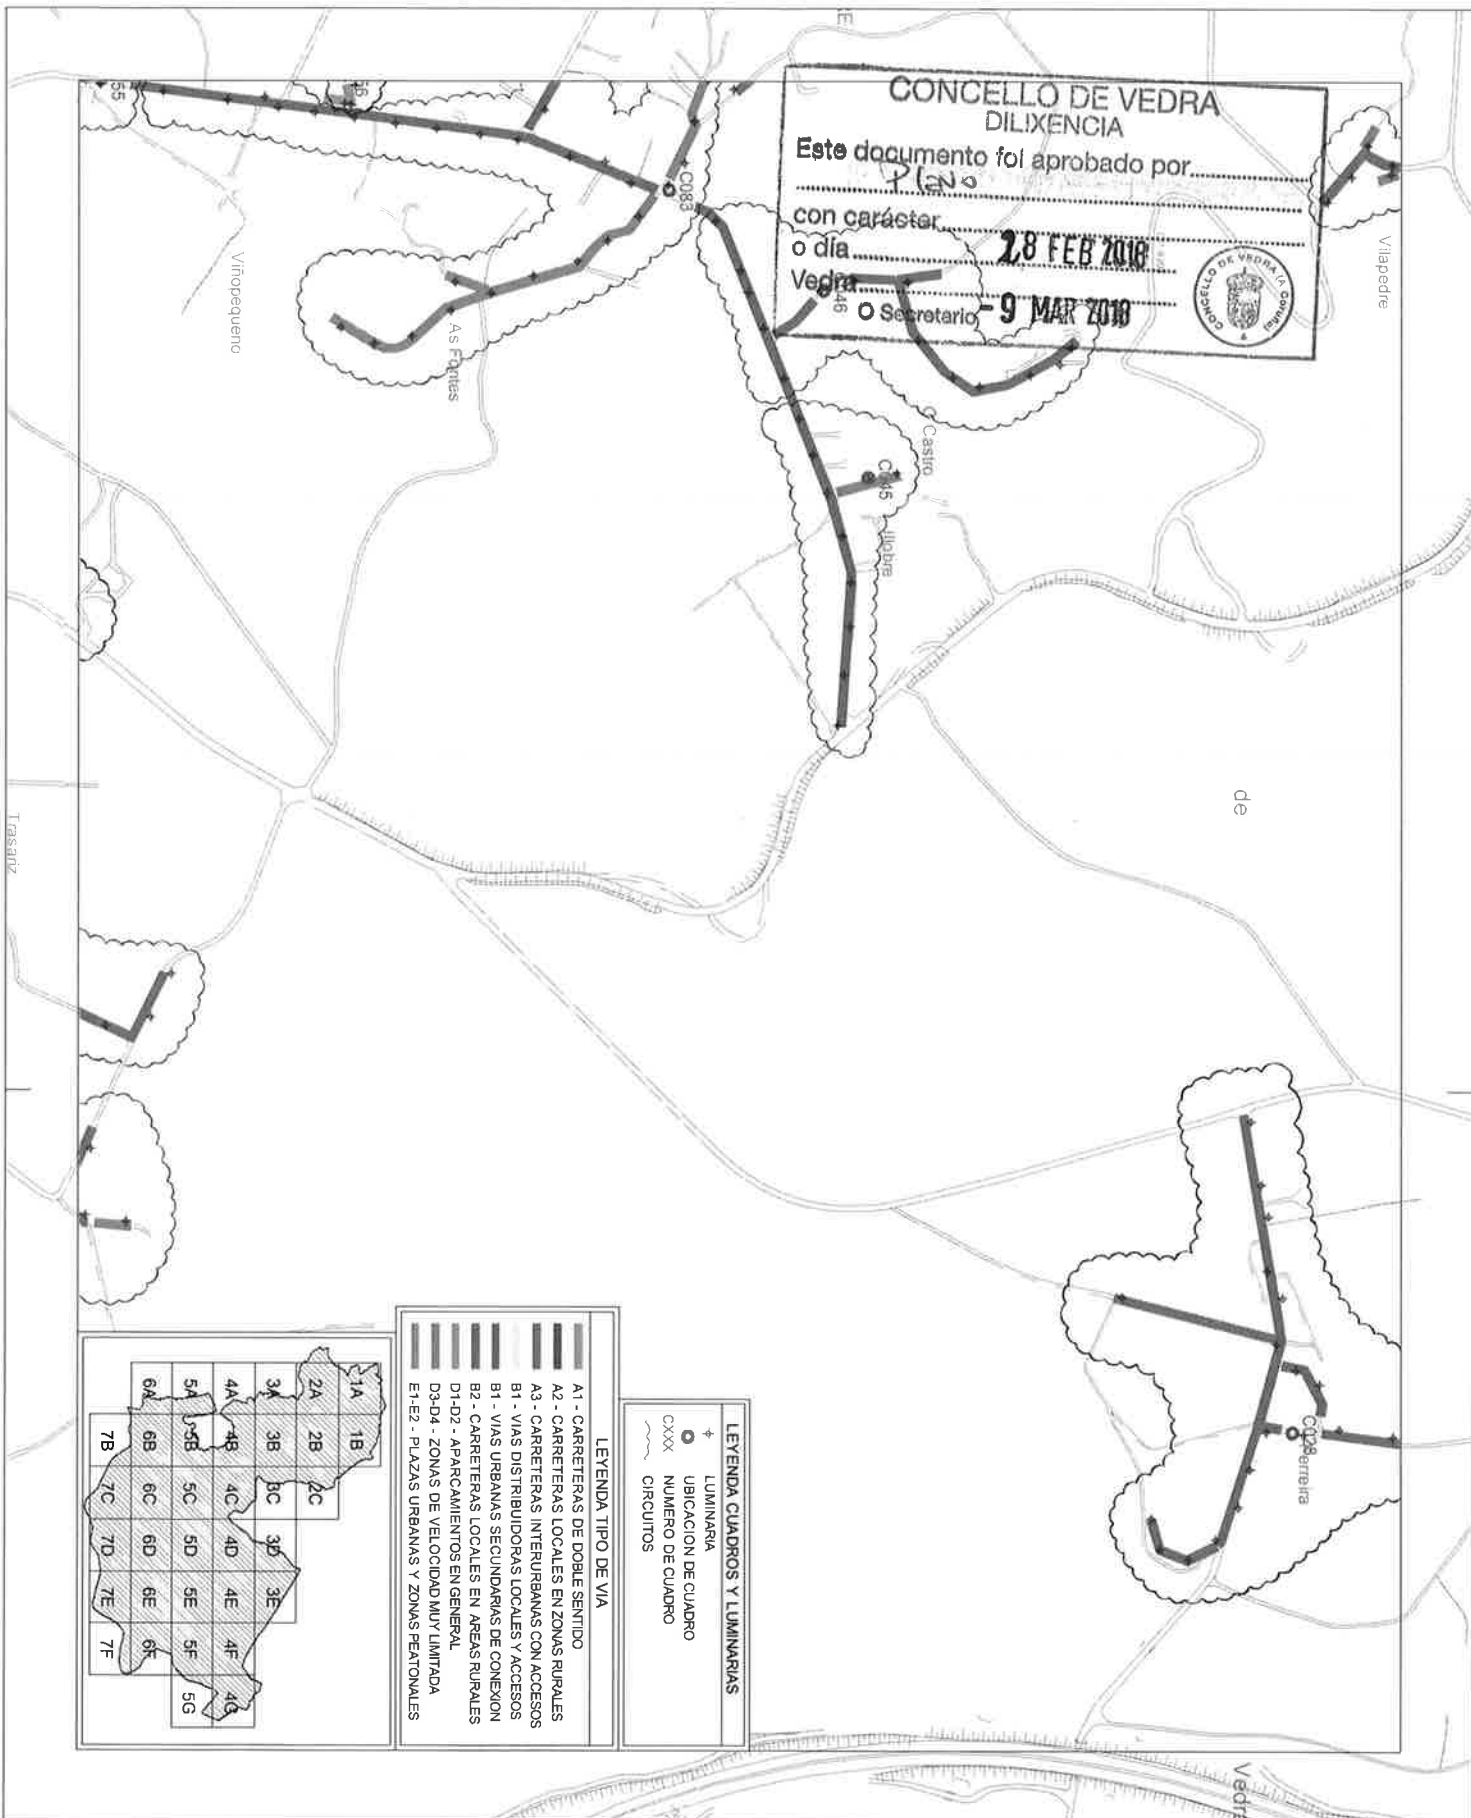 CONCELLO DE VEDRA
DILIXENCIA
Este documento foi aprobado por
con carácter
o día 28 FEB 2018
Vedra - 9 MAR 2018
O Secretario
CONCELLO DE VEDRA (A Coruña)
Vilapedre
C083
Viñopequeno
As Fontes
Castro
C045
de
Trasariz
C028
Vedra
LEYENDA CUADROS Y LUMINARIAS
LUMINARIA
UBICACION DE CUADRO
CXXX NUMERO DE CUADRO
CIRCUITOS
LEYENDA TIPO DE VIA
A1 - CARRETERAS DE DOBLE SENTIDO
A2 - CARRETERAS LOCALES EN ZONAS RURALES
A3 - CARRETERAS INTERURBANAS CON ACCESOS
B1 - VIAS DISTRIBUIDORAS LOCALES Y ACCESOS
B1 - VIAS URBANAS SECUNDARIAS DE CONEXION
B2 - CARRETERAS LOCALES EN AREAS RURALES
D1-D2 - APARCAMIENTOS EN GENERAL
D3-D4 - ZONAS DE VELOCIDAD MUY LIMITADA
E1-E2 - PLAZAS URBANAS Y ZONAS PEATONALES
1A 1B
2A 2B 2C
3A 3B 3C 3D 3E
4A 4B 4C 4D 4E 4F 4G
5A 5B 5C 5D 5E 5F 5G
6A 6B 6C 6D 6E 6F
7B 7C 7D 7E 7F